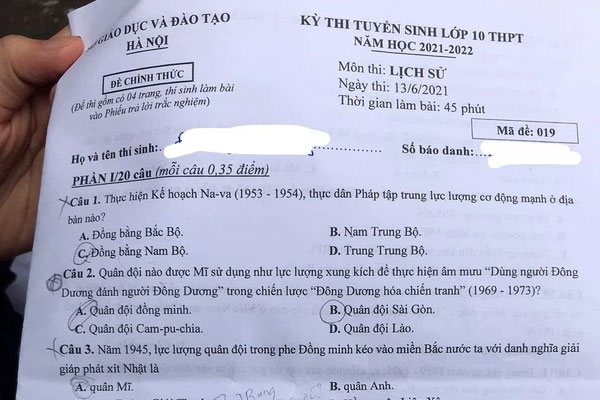 SỞ GIÁO DỤC VÀ ĐÀO TẠO
HÀ NỘI
KỲ THI TUYỂN SINH LỚP 10 THPT
NĂM HỌC 2021-2022
ĐỀ CHÍNH THỨC
(Đề thi gồm có 04 trang, thí sinh làm bài
vào Phiếu trả lời trắc nghiệm)
Môn thi: LỊCH SỬ
Ngày thi: 13/6/2021
Thời gian làm bài: 45 phút
Mã đề: 019
Họ và tên thí sinh:
Số báo danh:
PHẦN I/20 câu (mỗi câu 0,35 điểm)
Câu 1. Thực hiện Kế hoạch Na-va (1953 - 1954), thực dân Pháp tập trung lực lượng cơ động mạnh ở địa
bàn nào?
A. Đồng bằng Bắc Bộ. B. Nam Trung Bộ.
C. Đồng bằng Nam Bộ. D. Trung Trung Bộ.
Câu 2. Quân đội nào được Mĩ sử dụng như lực lượng xung kích để thực hiện âm mưu “Dùng người Đông
Dương đánh người Đông Dương” trong chiến lược “Đông Dương hóa chiến tranh” (1969 - 1973)?
A. Quân đội đồng minh. B. Quân đội Sài Gòn.
C. Quân đội Cam-pu-chia. D. Quân đội Lào.
Câu 3. Năm 1945, lực lượng quân đội trong phe Đồng minh kéo vào miền Bắc nước ta với danh nghĩa giải
giáp phát xít Nhật là
A. quân Mĩ. B. quân Anh.